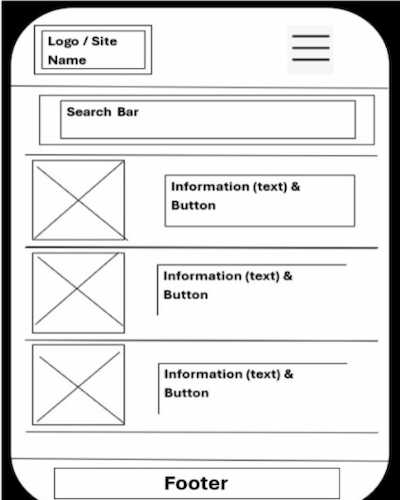 Logo / Site
Name
Search Bar
Information (text) &
Button
Information (text) &
Button
Information (text) &
Button
Footer